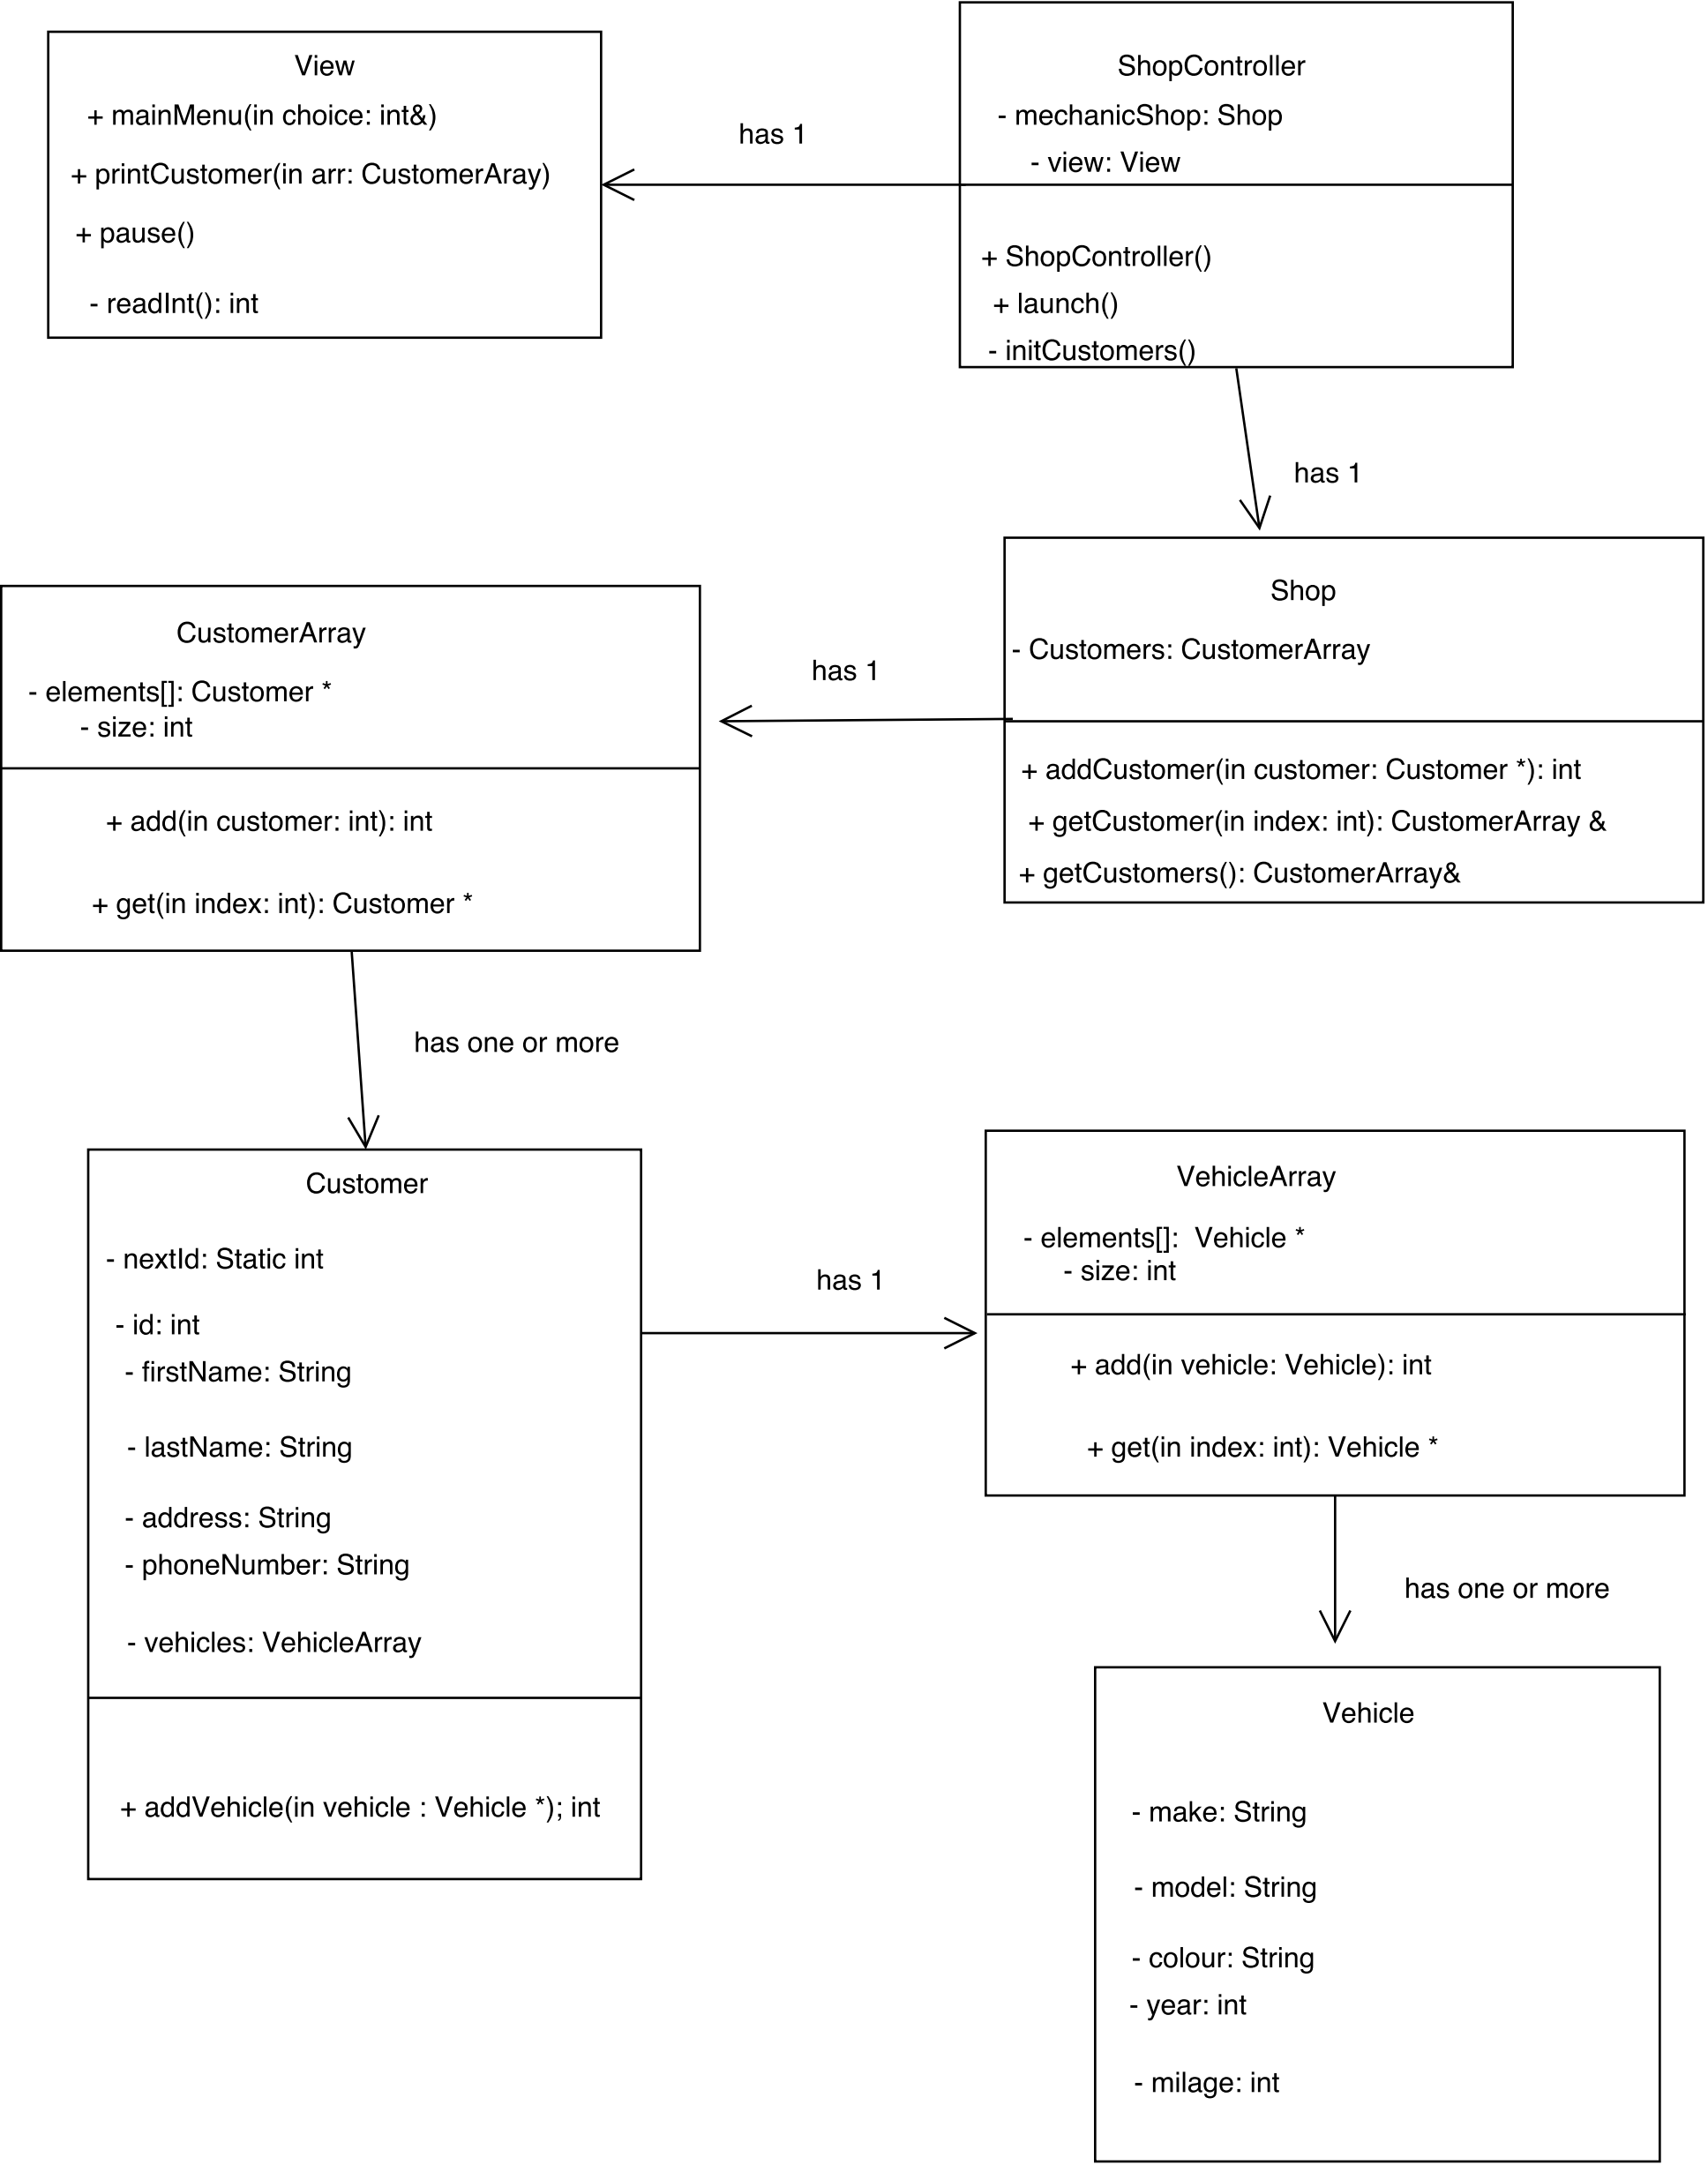 View
+ mainMenu(in choice: int&)
+ printCustomer(in arr: CustomerAray)
+ pause()
- readInt(): int
has 1
ShopController
- mechanicShop: Shop
- view: View
+ ShopController()
+ launch()
- initCustomers()
has 1
Shop
- Customers: CustomerArray
+ addCustomer(in customer: Customer *): int
+ getCustomer(in index: int): CustomerArray &
+ getCustomers(): CustomerArray&
has 1
CustomerArray
- elements[]: Customer *
- size: int
+ add(in customer: int): int
+ get(in index: int): Customer *
has one or more
Customer
- nextId: Static int
- id: int
- firstName: String
- lastName: String
- address: String
- phoneNumber: String
- vehicles: VehicleArray
+ addVehicle(in vehicle : Vehicle *); int
has 1
VehicleArray
- elements[]:  Vehicle *
- size: int
+ add(in vehicle: Vehicle): int
+ get(in index: int): Vehicle *
has one or more
Vehicle
- make: String
- model: String
- colour: String
- year: int
- milage: int